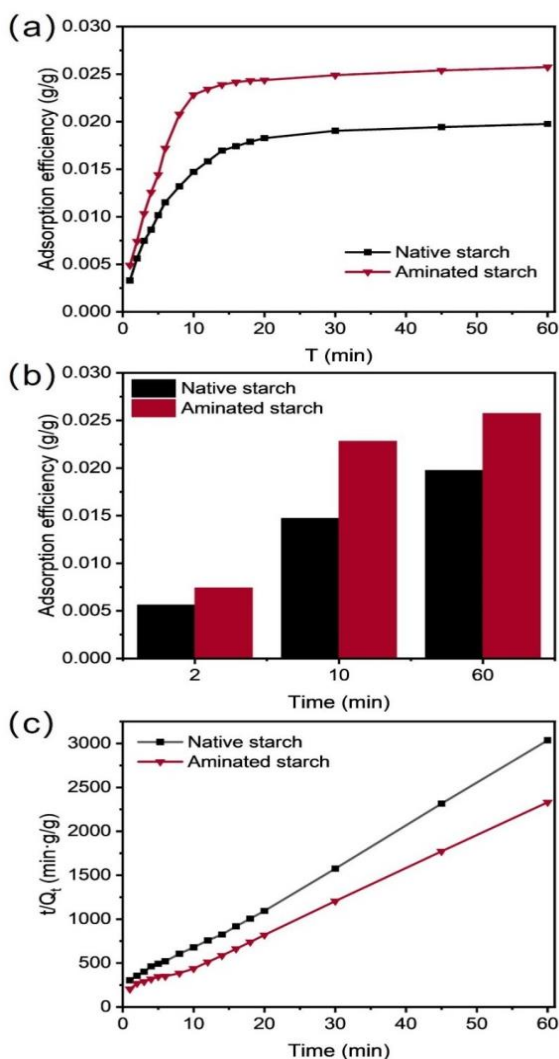 (a)
0.030
0.025
0.020
0.015
0.010
0.005
0.000
Adsorption efficiency (g/g)
Native starch
Aminated starch
0 10 20 30 40 50 60
T (min)
(b)
0.030
0.025
0.020
0.015
0.010
0.005
0.000
Adsorption efficiency (g/g)
Native starch
Aminated starch
2 10 60
Time (min)
(c)
3000
2500
2000
1500
1000
500
0
t/Qt (min·g/g)
Native starch
Aminated starch
0 10 20 30 40 50 60
Time (min)